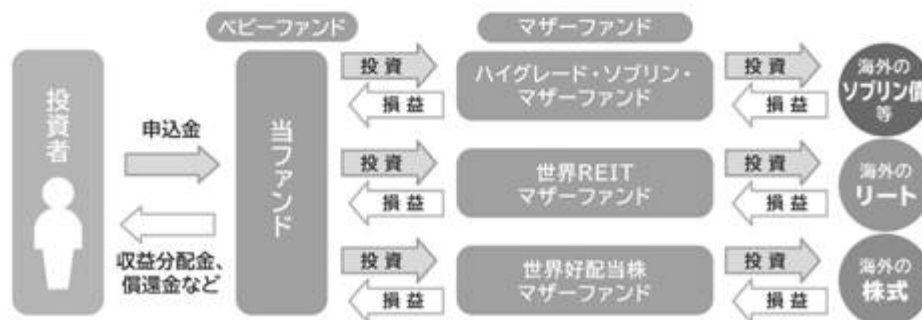 ベビーファンド
マザーファンド
投資者
申込金
収益分配金、
償還金など
当ファンド
投資
損益
ハイグレード・ソブリン・
マザーファンド
投資
損益
海外の
ソブリン債
等
投資
損益
世界REIT
マザーファンド
投資
損益
海外の
リート
投資
損益
世界好配当株
マザーファンド
投資
損益
海外の
株式